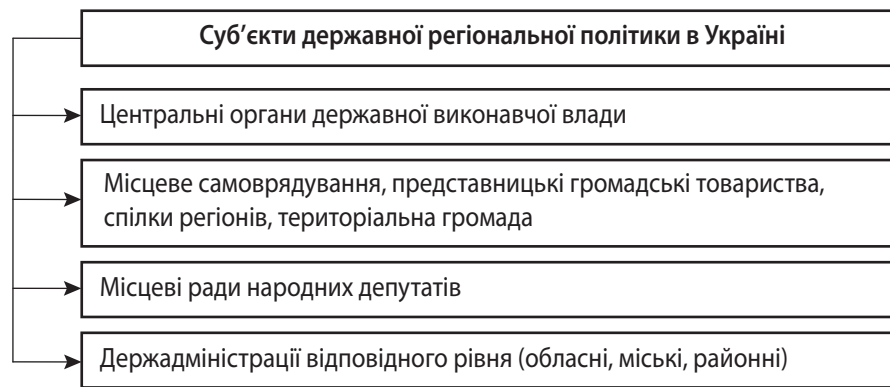 Суб’єкти державної регіональної політики в Україні
Центральні органи державної виконавчої влади
Місцеве самоврядування, представницькі громадські товариства,
спілки регіонів, територіальна громада
Місцеві ради народних депутатів
Держадміністрації відповідного рівня (обласні, міські, районні)